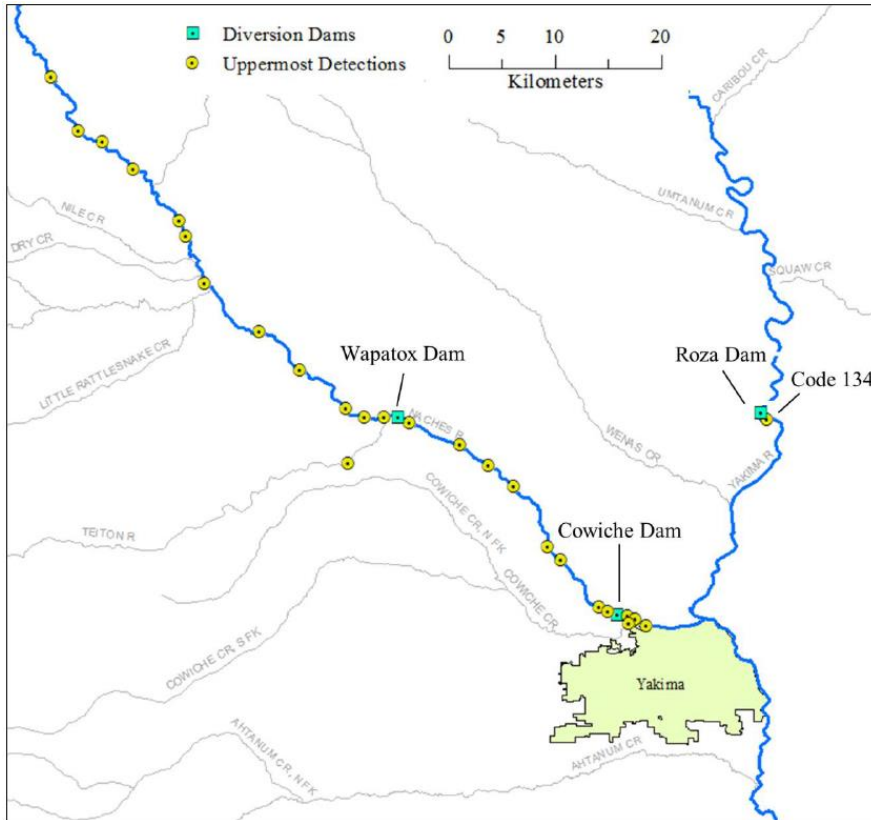 Diversion Dams
Uppermost Detections
0 5 10 20
Kilometers
CARIBOU CR
UMTANUM CR
SQUAW CR
NILE CR
DRY CR
LITTLE RATTLESNAKE CR
Wapatox Dam
NACHES R
Roza Dam
Code 134
WENAS CR
YAKIMA R
TEITON R
COWICHE CR, N FK
Cowiche Dam
COWICHE CR
COWICHE CR, S FK
Yakima
AHTANUM CR, N FK
AHTANUM CR